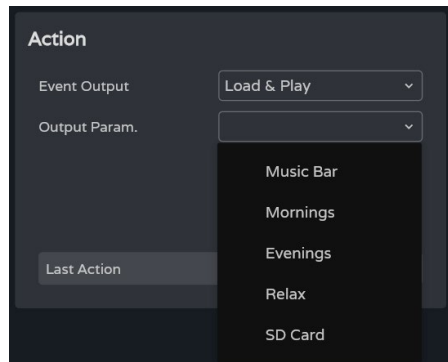 Action
Event Output
Load & Play
Output Param.
Music Bar
Mornings
Evenings
Relax
SD Card
Last Action